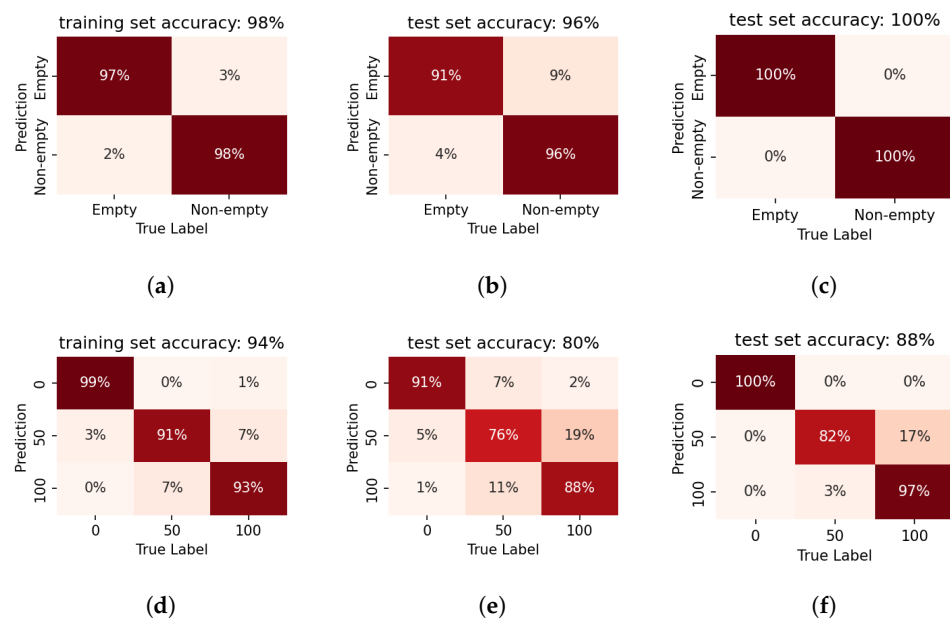 training set accuracy: 98%
Prediction
Empty
97%
3%
Non-empty
2%
98%
Empty
Non-empty
True Label
(a)
test set accuracy: 96%
Prediction
Empty
91%
9%
Non-empty
4%
96%
Empty
Non-empty
True Label
(b)
test set accuracy: 100%
Prediction
Empty
100%
0%
Non-empty
0%
100%
Empty
Non-empty
True Label
(c)
training set accuracy: 94%
Prediction
0
99%
0%
1%
50
3%
91%
7%
100
0%
7%
93%
0
50
100
True Label
(d)
test set accuracy: 80%
Prediction
0
91%
7%
2%
50
5%
76%
19%
100
1%
11%
88%
0
50
100
True Label
(e)
test set accuracy: 88%
Prediction
0
100%
0%
0%
50
0%
82%
17%
100
0%
3%
97%
0
50
100
True Label
(f)